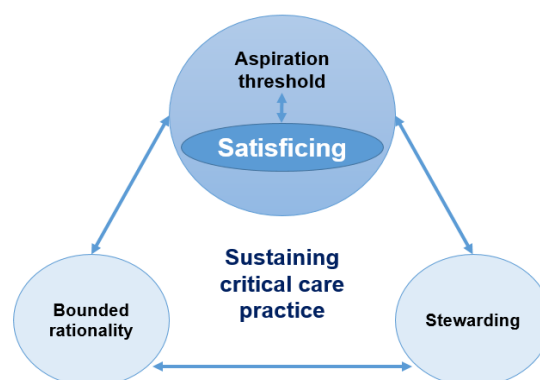 Aspiration
threshold
Satisficing
Sustaining
critical care
practice
Bounded
rationality
Stewarding